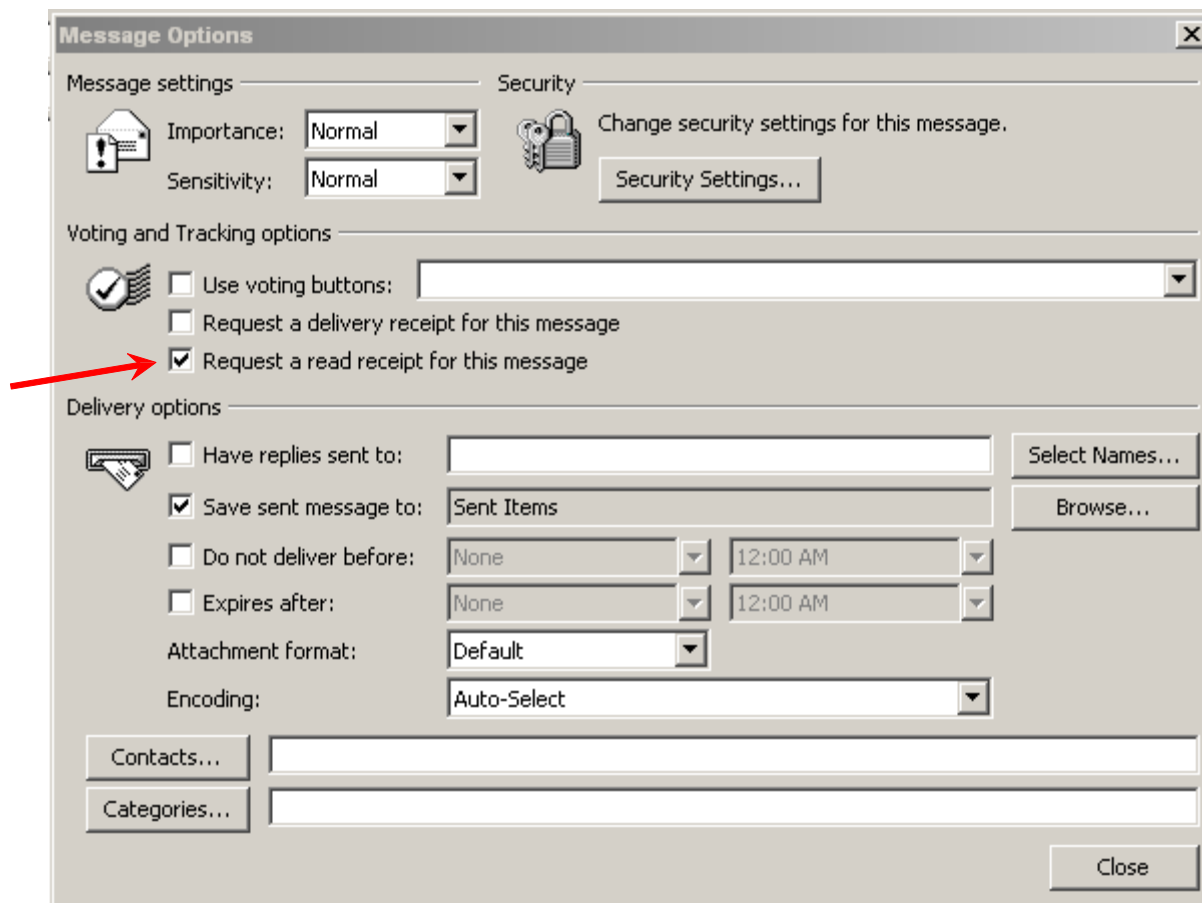 Message Options
Message settings
Security
Importance: Normal
Change security settings for this message.
Sensitivity: Normal
Security Settings...
Voting and Tracking options
Use voting buttons:
Request a delivery receipt for this message
Request a read receipt for this message
Delivery options
Have replies sent to: Select Names...
Save sent message to: Sent Items Browse...
Do not deliver before: None 12:00 AM
Expires after: None 12:00 AM
Attachment format: Default
Encoding: Auto-Select
Contacts...
Categories...
Close